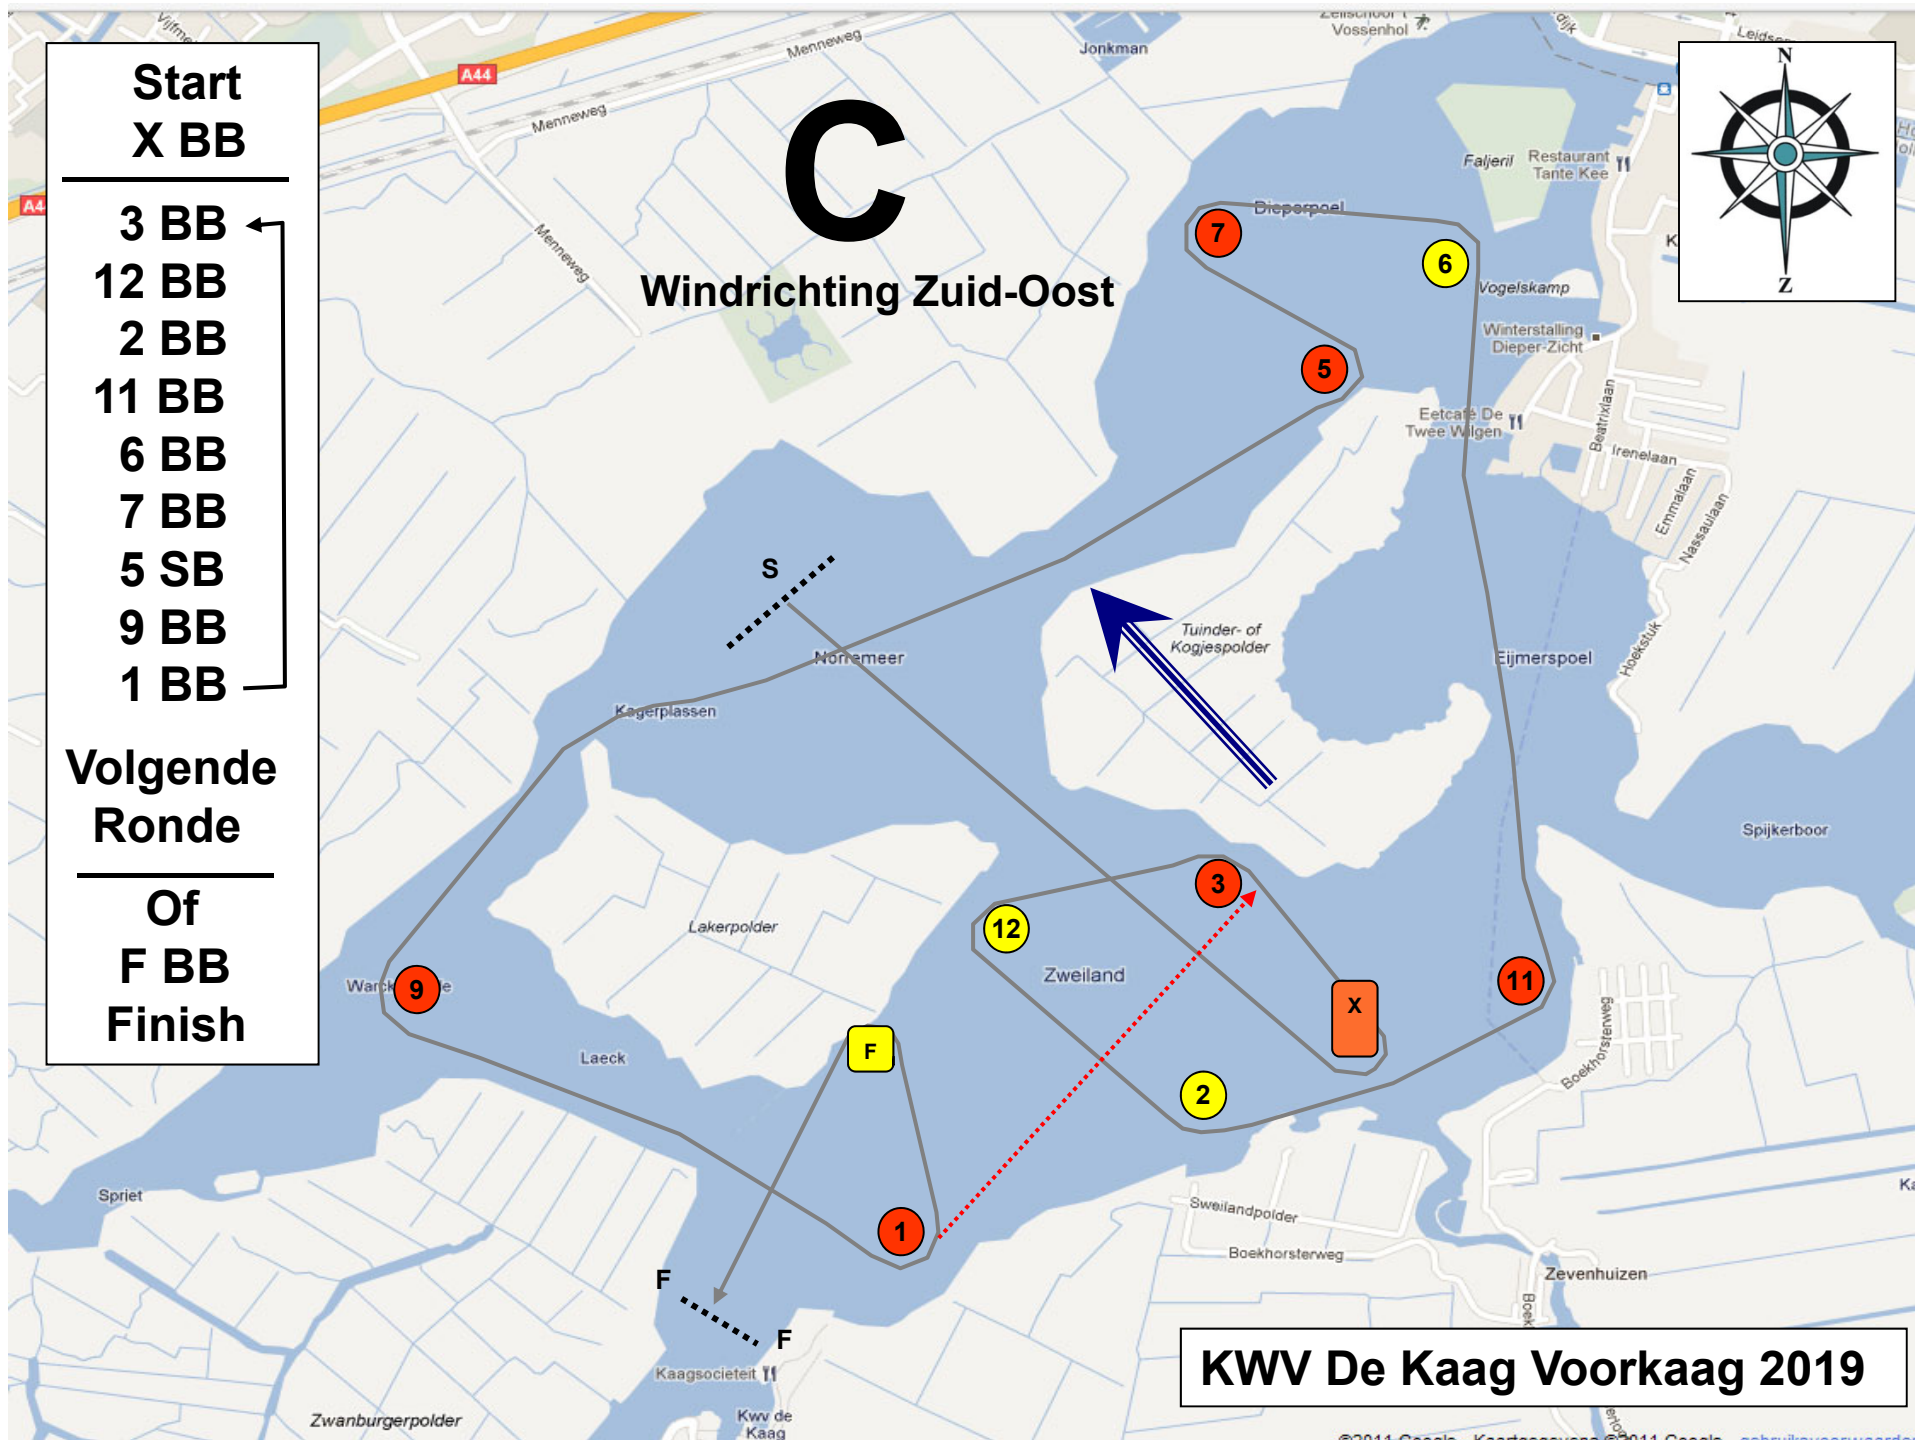 Start
X BB
3 BB
12 BB
2 BB
11 BB
6 BB
7 BB
5 SB
9 BB
1 BB
Volgende
Ronde
Of
F BB
Finish
C
Windrichting Zuid-Oost
N
Z
A44
Menneweg
Menneweg
Menneweg
Jonkman
Vossenhol
Faljeril
Restaurant
Tante Kee
Dieperpoel
7
6
Vogelskamp
Winterstalling
Dieper-Zicht
5
Eetcafé De
Twee Wilgen
Beatrixlaan
Irenelaan
Emmalaan
Nassaulaan
Hoekstuk
S
Norremeer
Kagerplassen
Tuinder- of
Kogjespolder
Eijmerspoel
Spijkerboor
Lakerpolder
3
12
Zweiland
X
11
9
Laeck
F
2
1
Boekhorsterweg
Boekhorsterweg
Spriet
Sweilandpolder
Boekhorsterweg
Zevenhuizen
F
F
Kaagsocieteit
Kwv de
Kaag
Zwanburgerpolder
KWV De Kaag Voorkaag 2019